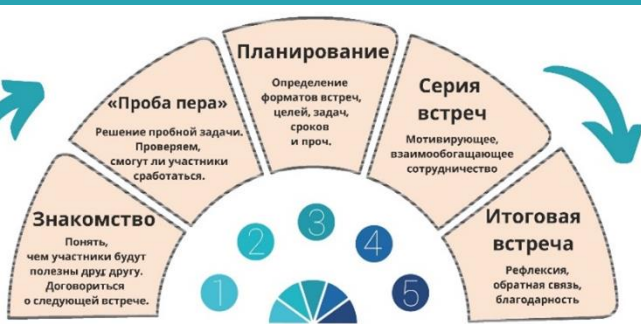 Знакомство
Понять,
чем участники будут
полезны друг другу.
Договориться
о следующей встрече.
«Проба пера»
Решение пробной задачи.
Проверяем,
смогут ли участники
сработаться.
Планирование
Определение
форматов встреч,
целей, задач,
сроков
и проч.
Серия
встреч
Мотивирующее,
взаимообогащающее
сотрудничество
Итоговая
встреча
Рефлексия,
обратная связь,
благодарность
1
2
3
4
5